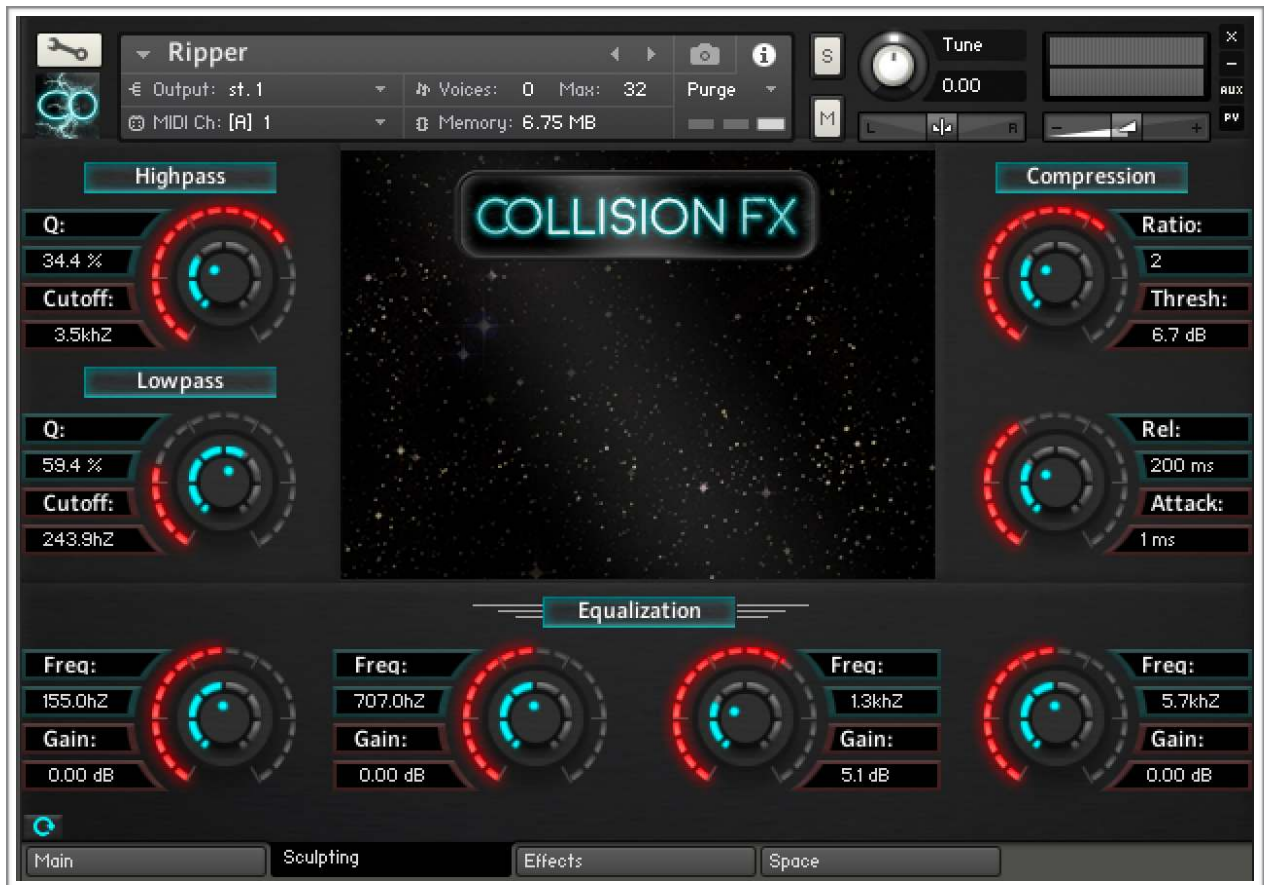 Ripper
Output: st. 1
Voices: 0 Max: 32
Purge
MIDI Ch: [A] 1
Memory: 6.75 MB
S
M
Tune
0.00
L
R
-
+
×
-
AUX
PV
Highpass
Q:
34.4 %
Cutoff:
3.5khZ
Lowpass
Q:
59.4 %
Cutoff:
243.9hZ
COLLISION FX
Compression
Ratio:
2
Thresh:
6.7 dB
Rel:
200 ms
Attack:
1 ms
Equalization
Freq:
155.0hZ
Gain:
0.00 dB
Freq:
707.0hZ
Gain:
0.00 dB
Freq:
1.3khZ
Gain:
5.1 dB
Freq:
5.7khZ
Gain:
0.00 dB
Main
Sculpting
Effects
Space